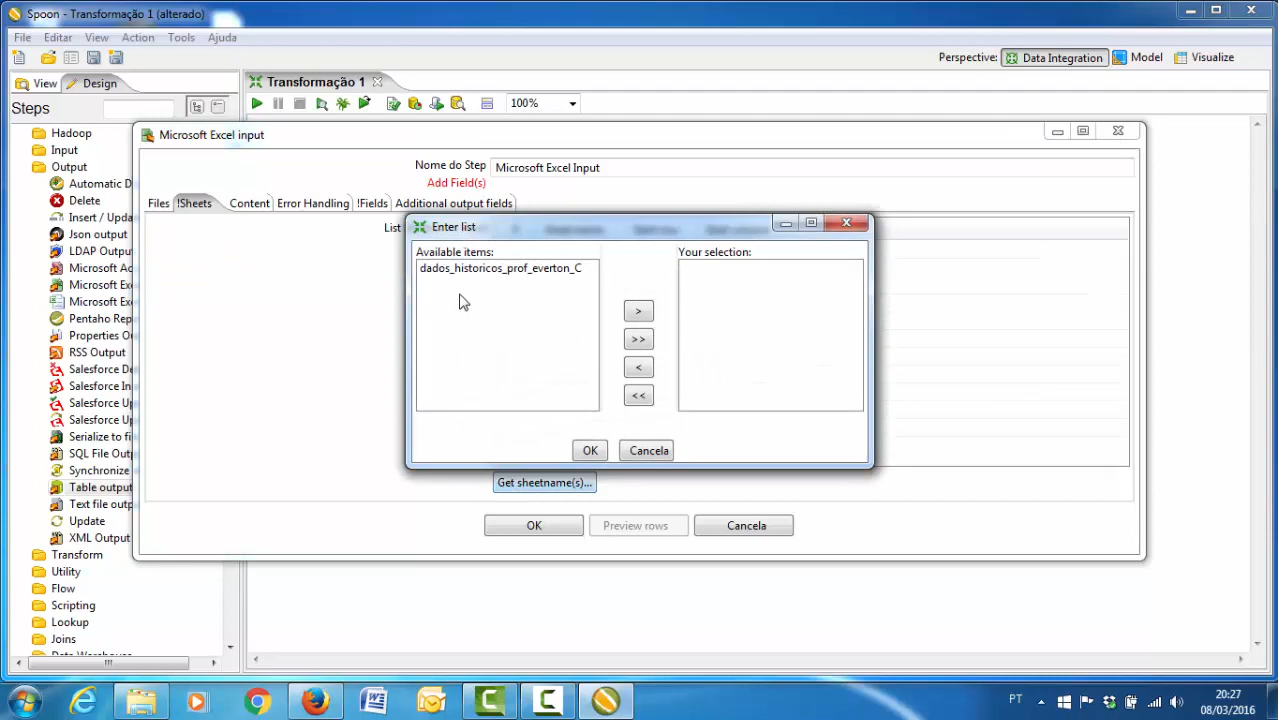 Spoon - Transformação 1 (alterado)
File Editar View Action Tools Ajuda
Perspective: Data Integration Model Visualize
View Design
Transformação 1
Steps
100%
Hadoop
Input
Output
Automatic D
Delete
Insert / Upda
Json output
LDAP Outpu
Microsoft Ac
Microsoft Exc
Microsoft Exc
Pentaho Rep
Properties O
RSS Output
Salesforce De
Salesforce In
Salesforce Up
Salesforce Up
Serialize to fi
SQL File Outp
Synchronize
Table output
Text file outp
Update
XML Output
Transform
Utility
Flow
Scripting
Lookup
Joins
Microsoft Excel input
Nome do Step Microsoft Excel Input
Add Field(s)
Files !Sheets Content Error Handling !Fields Additional output fields
List
Enter list
Available items:
Your selection:
dados_historicos_prof_everton_C
>
>>
<
<<
OK Cancela
Get sheetname(s)...
OK Preview rows Cancela
PT
20:27
08/03/2016